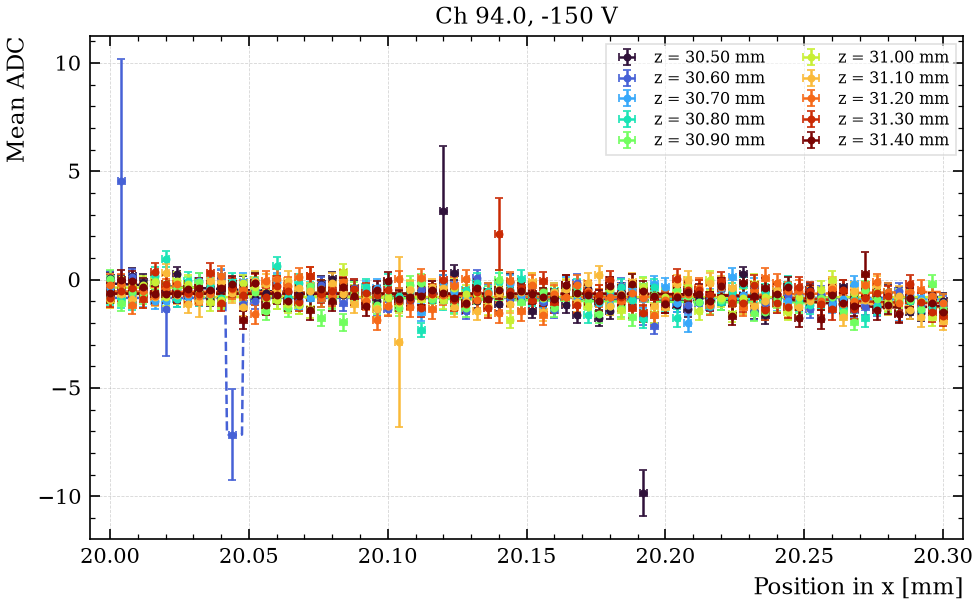 Ch 94.0, -150 V
Mean ADC
z = 30.50 mm
z = 30.60 mm
z = 30.70 mm
z = 30.80 mm
z = 30.90 mm
z = 31.00 mm
z = 31.10 mm
z = 31.20 mm
z = 31.30 mm
z = 31.40 mm
10
5
0
−5
−10
20.00 20.05 20.10 20.15 20.20 20.25 20.30
Position in x [mm]